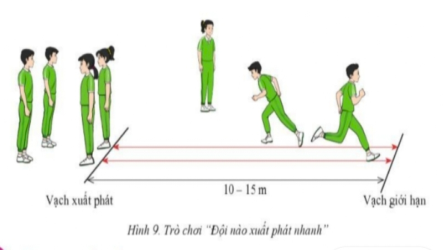 10 – 15 m
Vạch xuất phát
Vạch giới hạn
Hình 9. Trò chơi “Đội nào xuất phát nhanh”